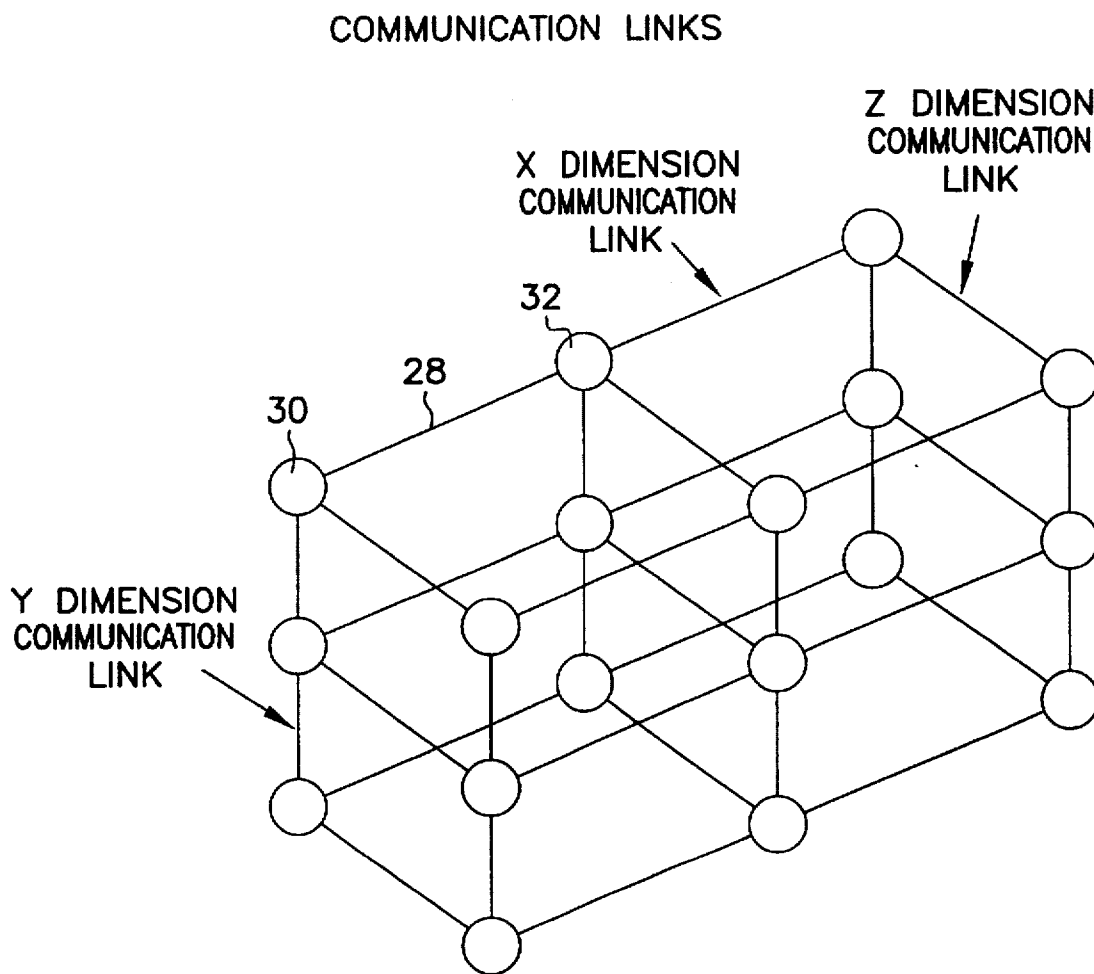 COMMUNICATION LINKS
Z DIMENSION
COMMUNICATION
LINK
X DIMENSION
COMMUNICATION
LINK
32
28
30
Y DIMENSION
COMMUNICATION
LINK